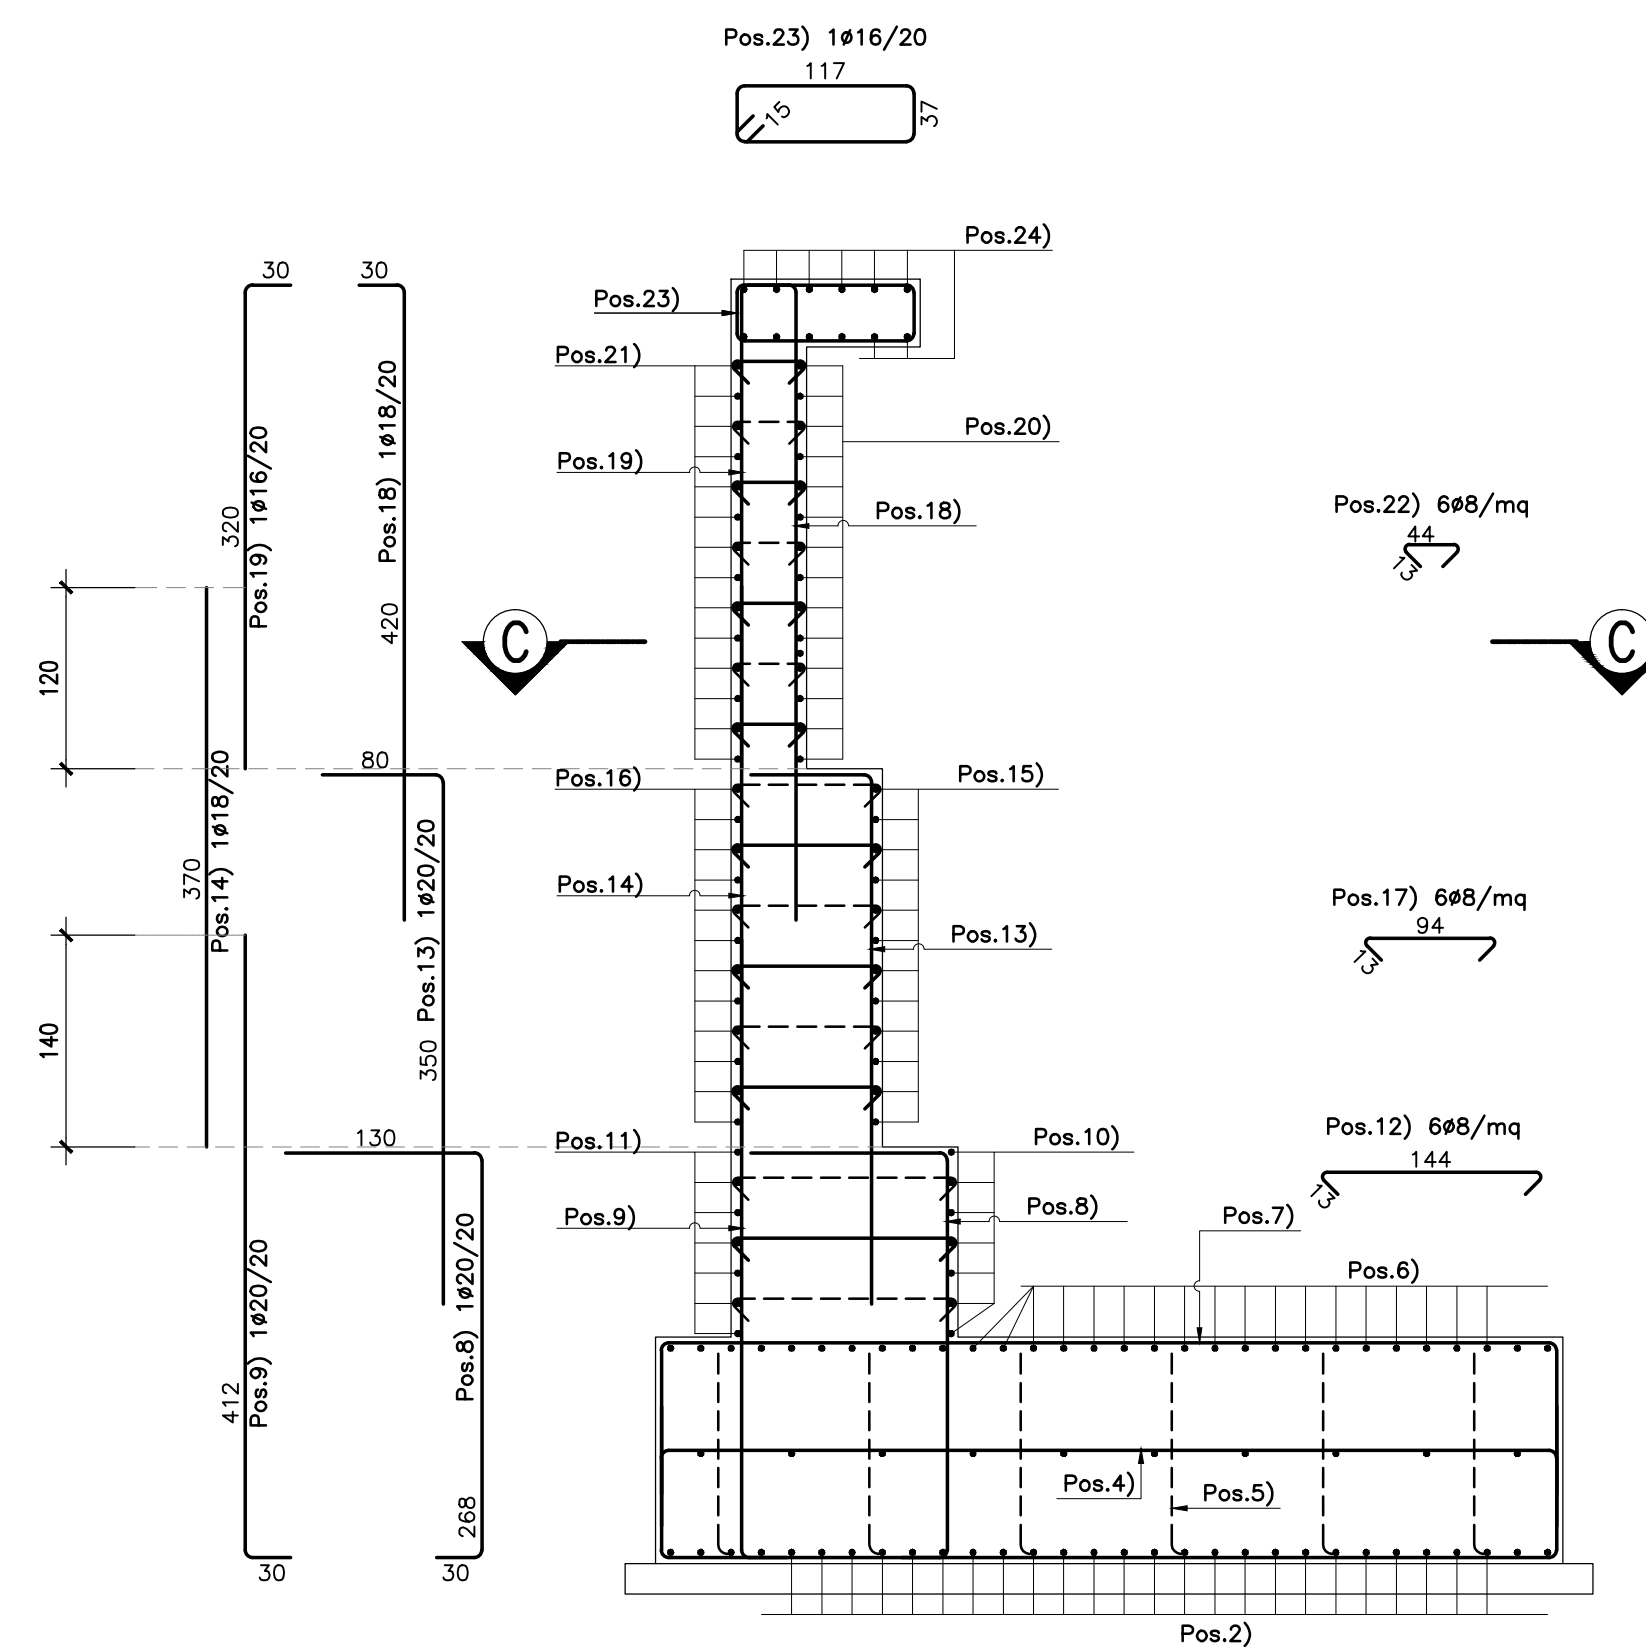 Pos.23) 1ø16/20
117
15
37
Pos.24)
30
30
Pos.23)
Pos.21)
Pos.20)
Pos.19)
Pos.18)
Pos.19) 1ø16/20
320
Pos.18) 1ø18/20
420
Pos.22) 6ø8/mq
44
13
C
C
120
80
Pos.16)
Pos.15)
370
Pos.14) 1ø18/20
350 Pos.13) 1ø20/20
Pos.14)
Pos.13)
Pos.17) 6ø8/mq
94
13
140
130
Pos.11)
Pos.10)
Pos.12) 6ø8/mq
144
13
Pos.9)
Pos.8)
Pos.7)
Pos.6)
412
Pos.9) 1ø20/20
Pos.8) 1ø20/20
268
Pos.4)
Pos.5)
30
30
Pos.2)